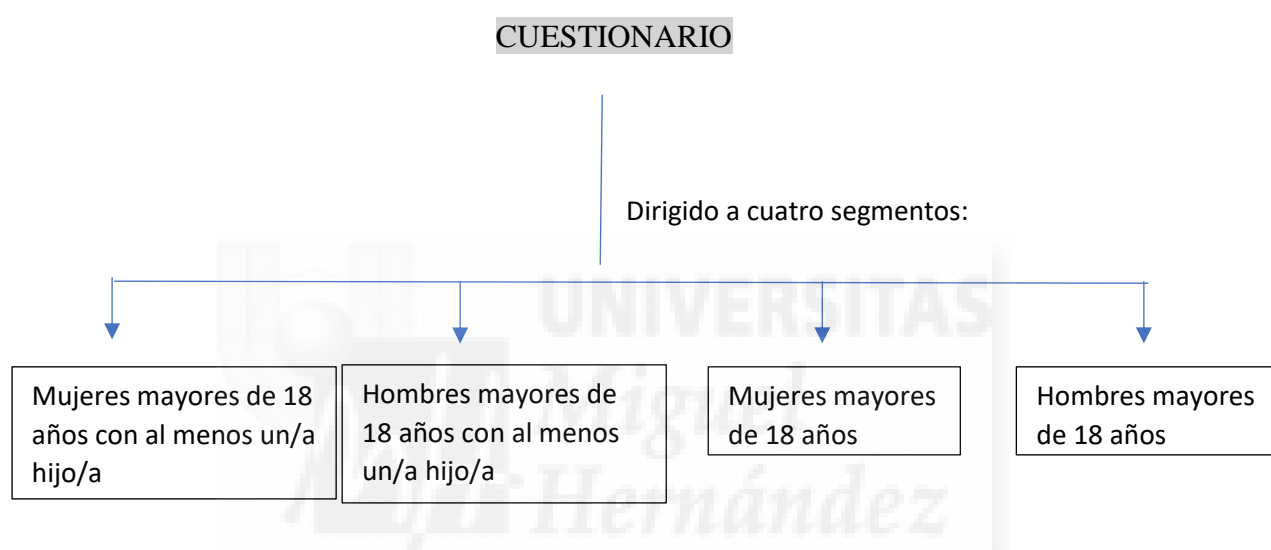 CUESTIONARIO
Dirigido a cuatro segmentos:
UNIVERSITAS
Miguel
Hernández
Mujeres mayores de 18
años con al menos un/a
hijo/a
Hombres mayores de
18 años con al menos
un/a hijo/a
Mujeres mayores
de 18 años
Hombres mayores
de 18 años